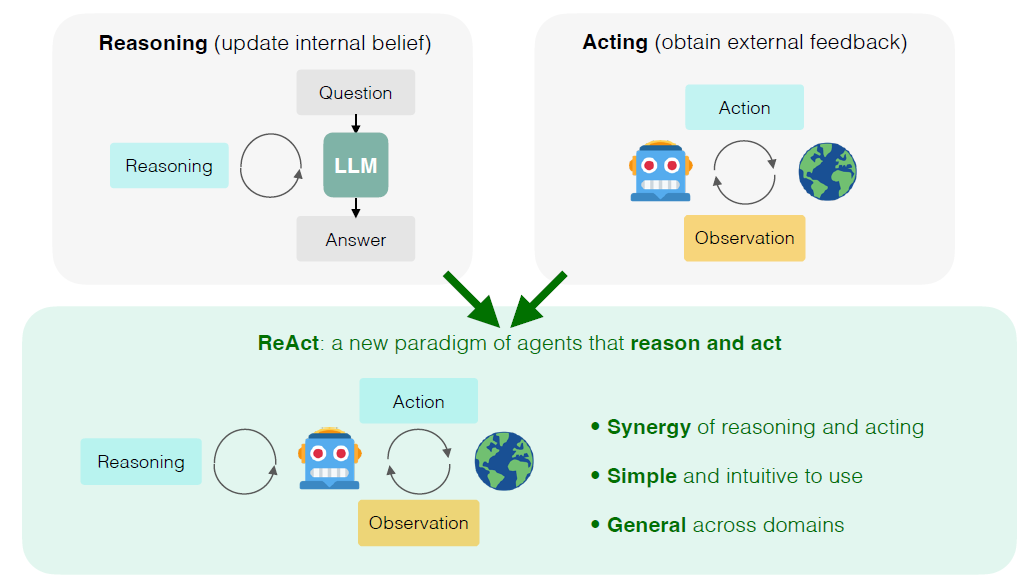 Reasoning (update internal belief)
Question
Reasoning
LLM
Answer
Acting (obtain external feedback)
Action
Observation
ReAct: a new paradigm of agents that reason and act
Action
Reasoning
Observation
• Synergy of reasoning and acting
• Simple and intuitive to use
• General across domains